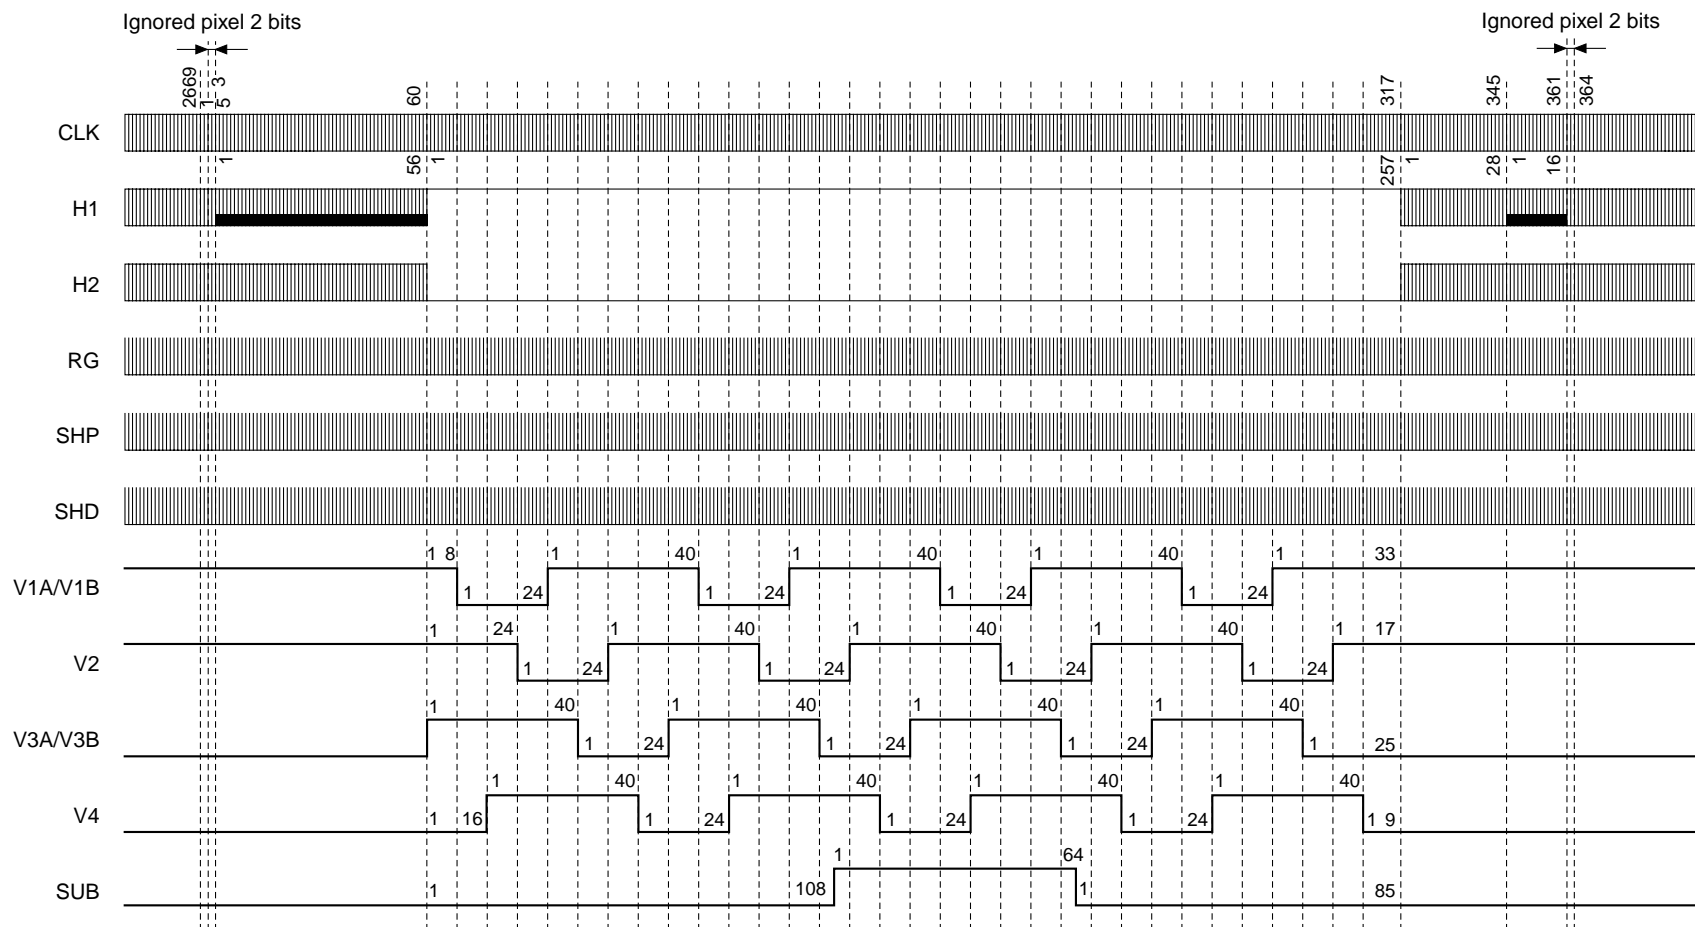 Ignored pixel 2 bits Ignored pixel 2 bits
2669 1 5 3 60 317 345 361 364
CLK
1 56 1 257 1 28 1 16
H1
H2
RG
SHP
SHD
1 8 1 40 1 40 1 40 1 33
V1A/V1B
1 24 1 24 1 24 1 24
1 24 1 40 1 40 1 40 1 17
V2
1 24 1 24 1 24 1 24
1 40 1 40 1 40 1 40
V3A/V3B
1 24 1 24 1 24 1 25
1 40 1 40 1 40 1 40
V4
1 16 1 24 1 24 1 24 1 9
1 64
SUB
1 108 1 85